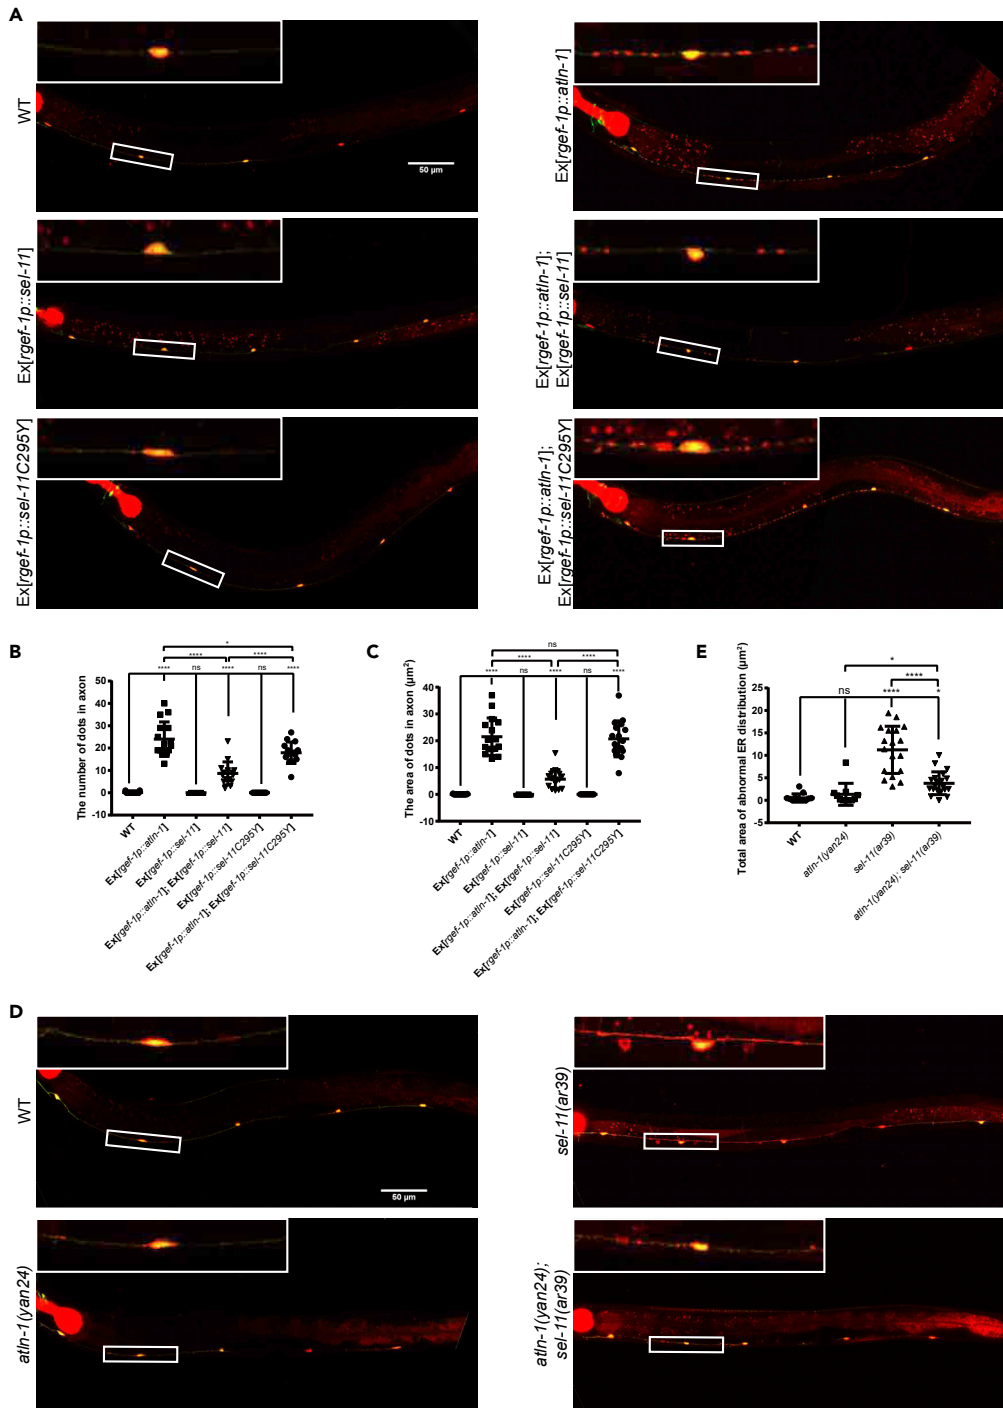 A
WT
50 µm
Ex[rgef-1p::atln-1]
Ex[rgef-1p::sel-11]
Ex[rgef-1p::atln-1];
Ex[rgef-1p::sel-11]
Ex[rgef-1p::sel-11C295Y]
Ex[rgef-1p::atln-1];
Ex[rgef-1p::sel-11C295Y]
B
*
**** ****
**** ns **** ns ****
The number of dots in axon
50
40
30
20
10
0
-10
WT
Ex[rgef-1p::atln-1]
Ex[rgef-1p::sel-11]
Ex[rgef-1p::atln-1]; Ex[rgef-1p::sel-11]
Ex[rgef-1p::sel-11C295Y]
Ex[rgef-1p::atln-1]; Ex[rgef-1p::sel-11C295Y]
C
ns
**** ****
**** ns **** ns ****
The area of dots in axon (µm²)
40
30
20
10
0
-10
WT
Ex[rgef-1p::atln-1]
Ex[rgef-1p::sel-11]
Ex[rgef-1p::atln-1]; Ex[rgef-1p::sel-11]
Ex[rgef-1p::sel-11C295Y]
Ex[rgef-1p::atln-1]; Ex[rgef-1p::sel-11C295Y]
E
*
****
ns **** *
Total area of abnormal ER distribution (µm²)
25
20
15
10
5
0
-5
WT
atln-1(yan24)
sel-11(ar39)
atln-1(yan24); sel-11(ar39)
D
WT
50 µm
sel-11(ar39)
atln-1(yan24)
atln-1(yan24);
sel-11(ar39)